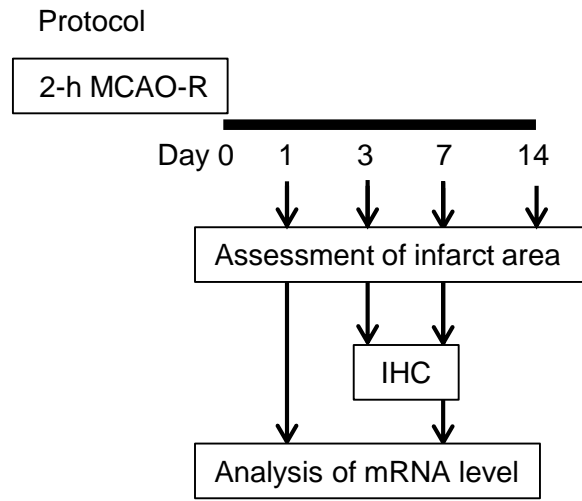 Protocol
2-h MCAO-R
Day 0 1 3 7 14
Assessment of infarct area
IHC
Analysis of mRNA level